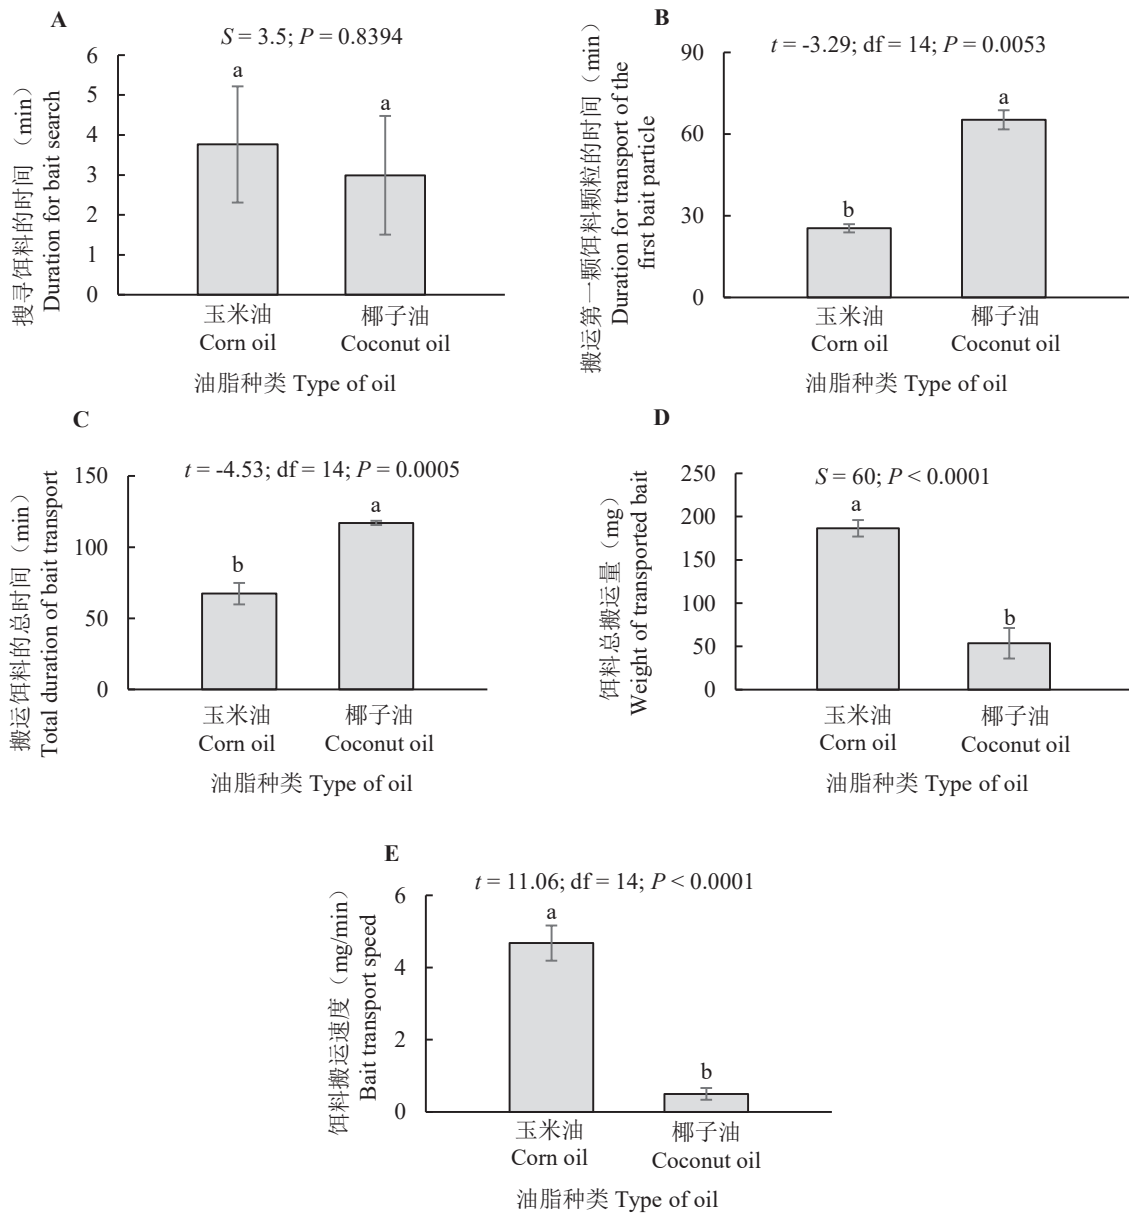 A
S = 3.5; P = 0.8394
搜寻饵料的时间（min）
Duration for bait search
6
5
4
3
2
1
0
a
a
玉米油
Corn oil
椰子油
Coconut oil
油脂种类 Type of oil
B
t = -3.29; df = 14; P = 0.0053
搬运第一颗饵料颗粒的时间（min）
Duration for transport of the
first bait particle
90
60
30
0
b
a
玉米油
Corn oil
椰子油
Coconut oil
油脂种类 Type of oil
C
t = -4.53; df = 14; P = 0.0005
搬运饵料的总时间（min）
Total duration of bait transport
150
100
50
0
b
a
玉米油
Corn oil
椰子油
Coconut oil
油脂种类 Type of oil
D
S = 60; P < 0.0001
饵料总搬运量（mg）
Weight of transported bait
250
200
150
100
50
0
a
b
玉米油
Corn oil
椰子油
Coconut oil
油脂种类 Type of oil
E
t = 11.06; df = 14; P < 0.0001
饵料搬运速度（mg/min）
Bait transport speed
6
4
2
0
a
b
玉米油
Corn oil
椰子油
Coconut oil
油脂种类 Type of oil